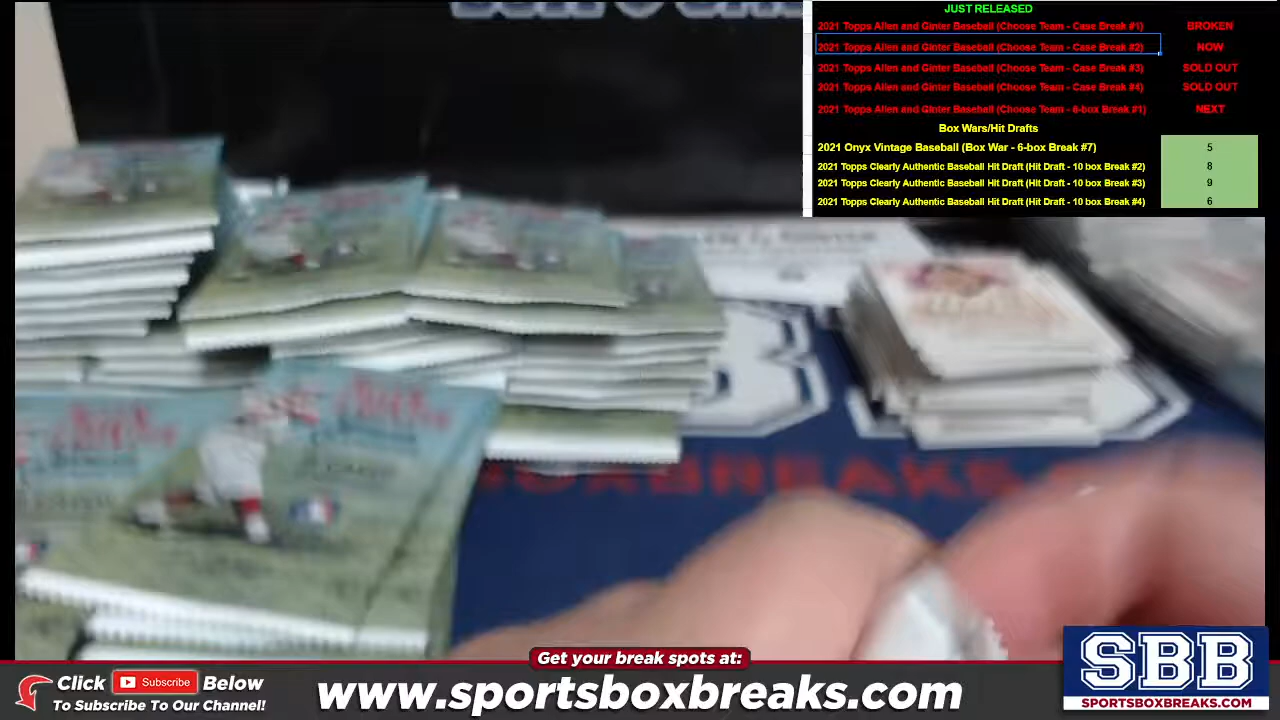 JUST RELEASED
2021 Topps Allen and Ginter Baseball (Choose Team - Case Break #1) BROKEN
2021 Topps Allen and Ginter Baseball (Choose Team - Case Break #2) NOW
2021 Topps Allen and Ginter Baseball (Choose Team - Case Break #3) SOLD OUT
2021 Topps Allen and Ginter Baseball (Choose Team - Case Break #4) SOLD OUT
2021 Topps Allen and Ginter Baseball (Choose Team - 6-box Break #1) NEXT
Box Wars/Hit Drafts
2021 Onyx Vintage Baseball (Box War - 6-box Break #7) 5
2021 Topps Clearly Authentic Baseball Hit Draft (Hit Draft - 10 box Break #2) 8
2021 Topps Clearly Authentic Baseball Hit Draft (Hit Draft - 10 box Break #3) 9
2021 Topps Clearly Authentic Baseball Hit Draft (Hit Draft - 10 box Break #4) 6
Get your break spots at:
Click Subscribe Below
To Subscribe To Our Channel!
www.sportsboxbreaks.com
SBB
SPORTSBOXBREAKS.COM